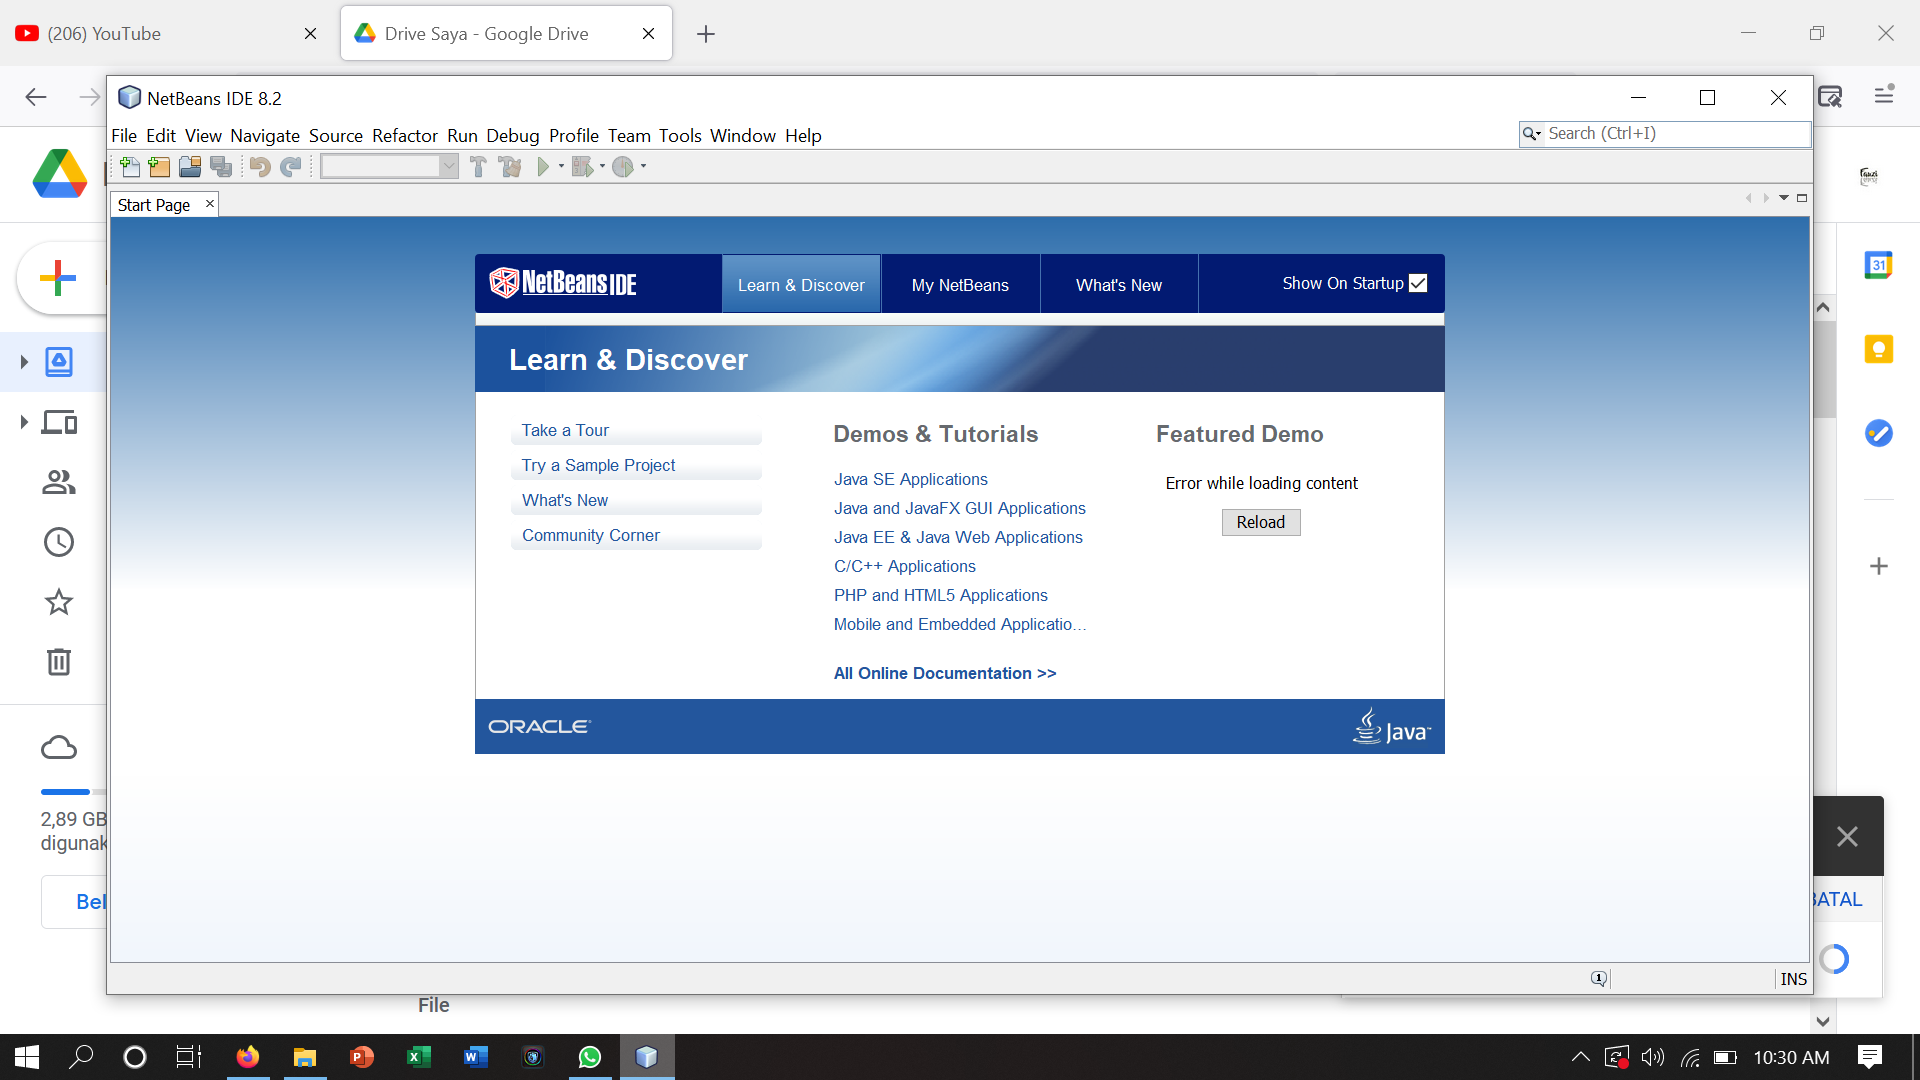 (206) YouTube
Drive Saya - Google Drive
NetBeans IDE 8.2
File Edit View Navigate Source Refactor Run Debug Profile Team Tools Window Help
Search (Ctrl+I)
Start Page
NetBeans IDE
Learn & Discover
My NetBeans
What's New
Show On Startup
Learn & Discover
Take a Tour
Try a Sample Project
What's New
Community Corner
Demos & Tutorials
Java SE Applications
Java and JavaFX GUI Applications
Java EE & Java Web Applications
C/C++ Applications
PHP and HTML5 Applications
Mobile and Embedded Applicatio...
All Online Documentation >>
Featured Demo
Error while loading content
Reload
ORACLE
Java
31
2,89 GB
digunak
Bel
BATAL
1
INS
File
10:30 AM